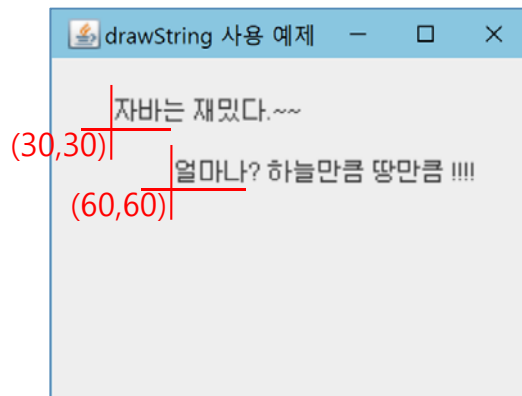 drawString 사용 예제
자바는 재밌다.~~
(30,30)
얼마나? 하늘만큼 땅만큼 !!!!
(60,60)